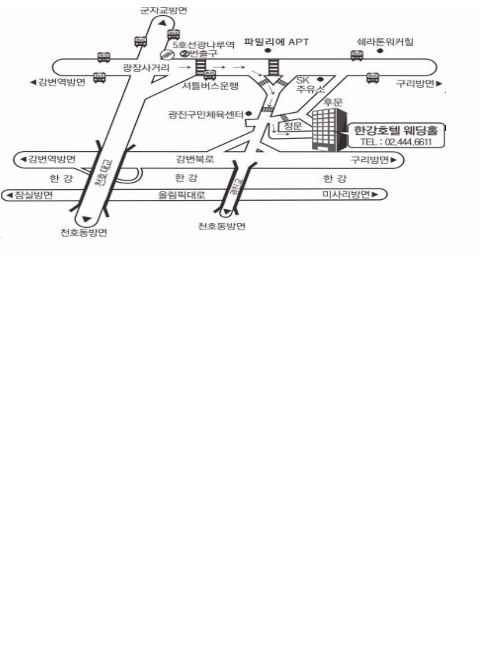 군자교방면
5호선광나루역
②번출구
파밀리에 APT
쉐라톤워커힐
광장사거리
강변역방면
셔틀버스운행
SK
주유소
구리방면
후문
광진구민체육센터
정문
한강호텔 웨딩홀
TEL : 02.444.6611
강변역방면
강변북로
구리방면
천호대교
한 강
한 강
한 강
잠실방면
올림픽대로
미사리방면
천호동방면
천호동방면